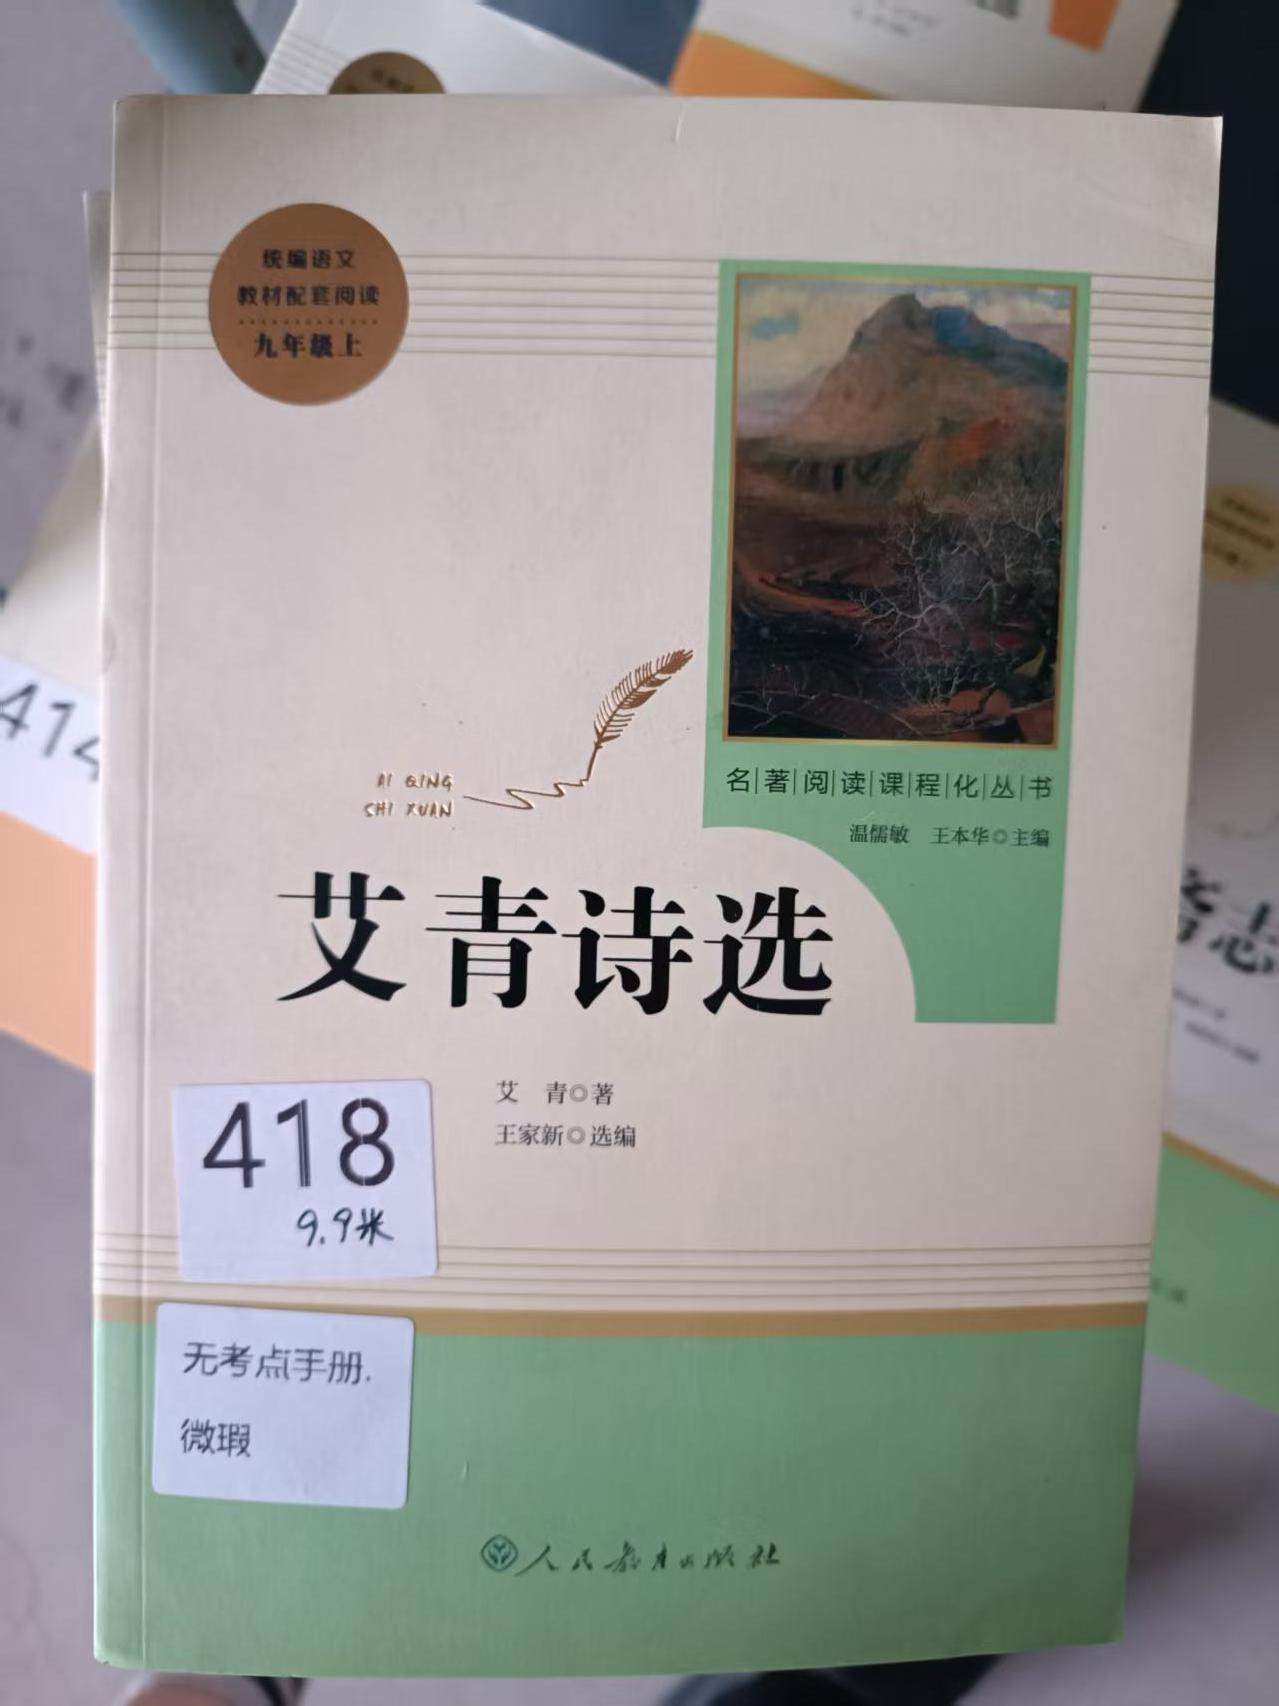 统编语文
教材配套阅读
九年级上
名著阅读课程化丛书
温儒敏 王本华◎主编
AI QING
SHI XUAN
艾青诗选
艾 青◎著
王家新◎选编
418
9.9米
无考点手册.
微瑕
人民教育出版社
414
志